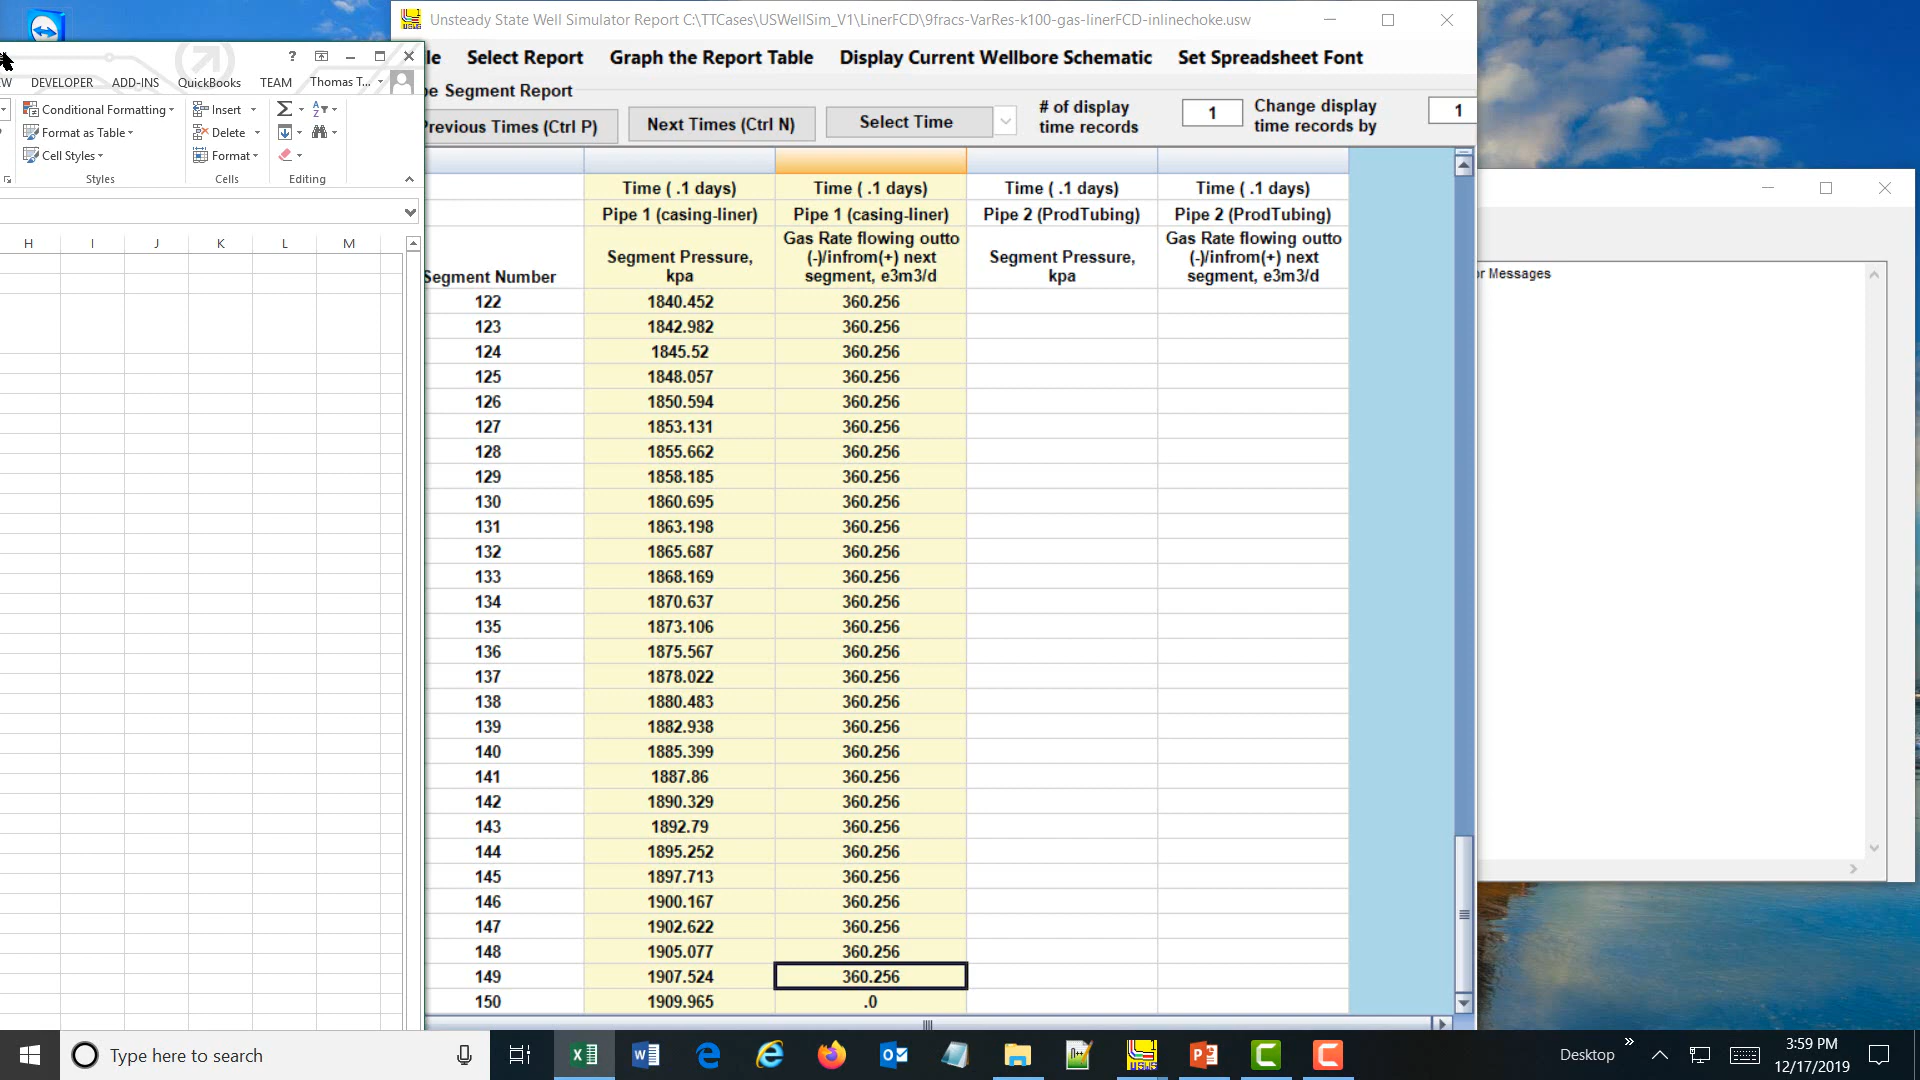 Unsteady State Well Simulator Report C:\TTCases\USWellSim_V1\LinerFCD\9fracs-VarRes-k100-gas-linerFCD-inlinechoke.usw
le Select Report Graph the Report Table Display Current Wellbore Schematic Set Spreadsheet Font
pe Segment Report
Previous Times (Ctrl P) Next Times (Ctrl N) Select Time # of display time records 1 Change display time records by 1
W DEVELOPER ADD-INS QuickBooks TEAM Thomas T...
Conditional Formatting Insert
Format as Table Delete
Cell Styles Format
Styles Cells Editing
H I J K L M
Time ( .1 days) Time ( .1 days) Time ( .1 days) Time ( .1 days)
Pipe 1 (casing-liner) Pipe 1 (casing-liner) Pipe 2 (ProdTubing) Pipe 2 (ProdTubing)
Segment Number Segment Pressure, kpa Gas Rate flowing outto (-)/infrom(+) next segment, e3m3/d Segment Pressure, kpa Gas Rate flowing outto (-)/infrom(+) next segment, e3m3/d
122 1840.452 360.256
123 1842.982 360.256
124 1845.52 360.256
125 1848.057 360.256
126 1850.594 360.256
127 1853.131 360.256
128 1855.662 360.256
129 1858.185 360.256
130 1860.695 360.256
131 1863.198 360.256
132 1865.687 360.256
133 1868.169 360.256
134 1870.637 360.256
135 1873.106 360.256
136 1875.567 360.256
137 1878.022 360.256
138 1880.483 360.256
139 1882.938 360.256
140 1885.399 360.256
141 1887.86 360.256
142 1890.329 360.256
143 1892.79 360.256
144 1895.252 360.256
145 1897.713 360.256
146 1900.167 360.256
147 1902.622 360.256
148 1905.077 360.256
149 1907.524 360.256
150 1909.965 .0
or Messages
Type here to search
Desktop
3:59 PM
12/17/2019